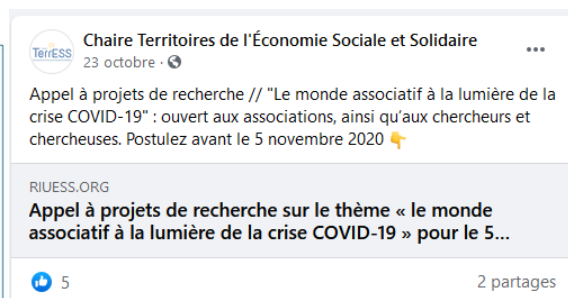 TerrESS
Chaire Territoires de l'Économie Sociale et Solidaire
23 octobre ·
Appel à projets de recherche // "Le monde associatif à la lumière de la
crise COVID-19" : ouvert aux associations, ainsi qu'aux chercheurs et
chercheuses. Postulez avant le 5 novembre 2020 👇
RIUESS.ORG
Appel à projets de recherche sur le thème « le monde
associatif à la lumière de la crise COVID-19 » pour le 5...
5
2 partages